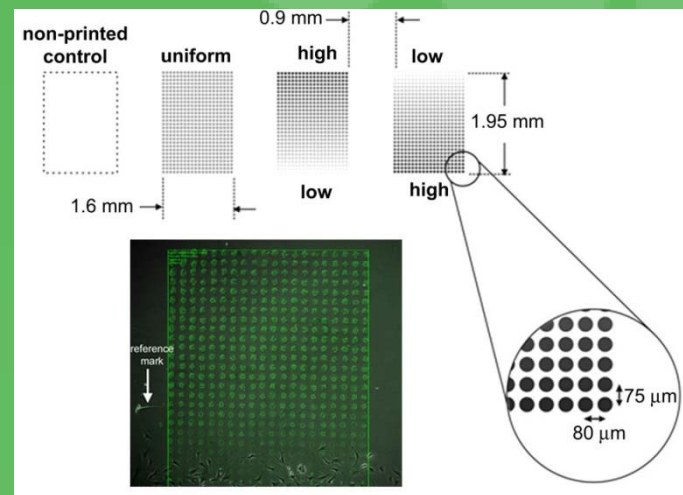 0.9 mm
non-printed
control
uniform
high
low
1.95 mm
low
high
1.6 mm
reference
mark
75 μm
80 μm